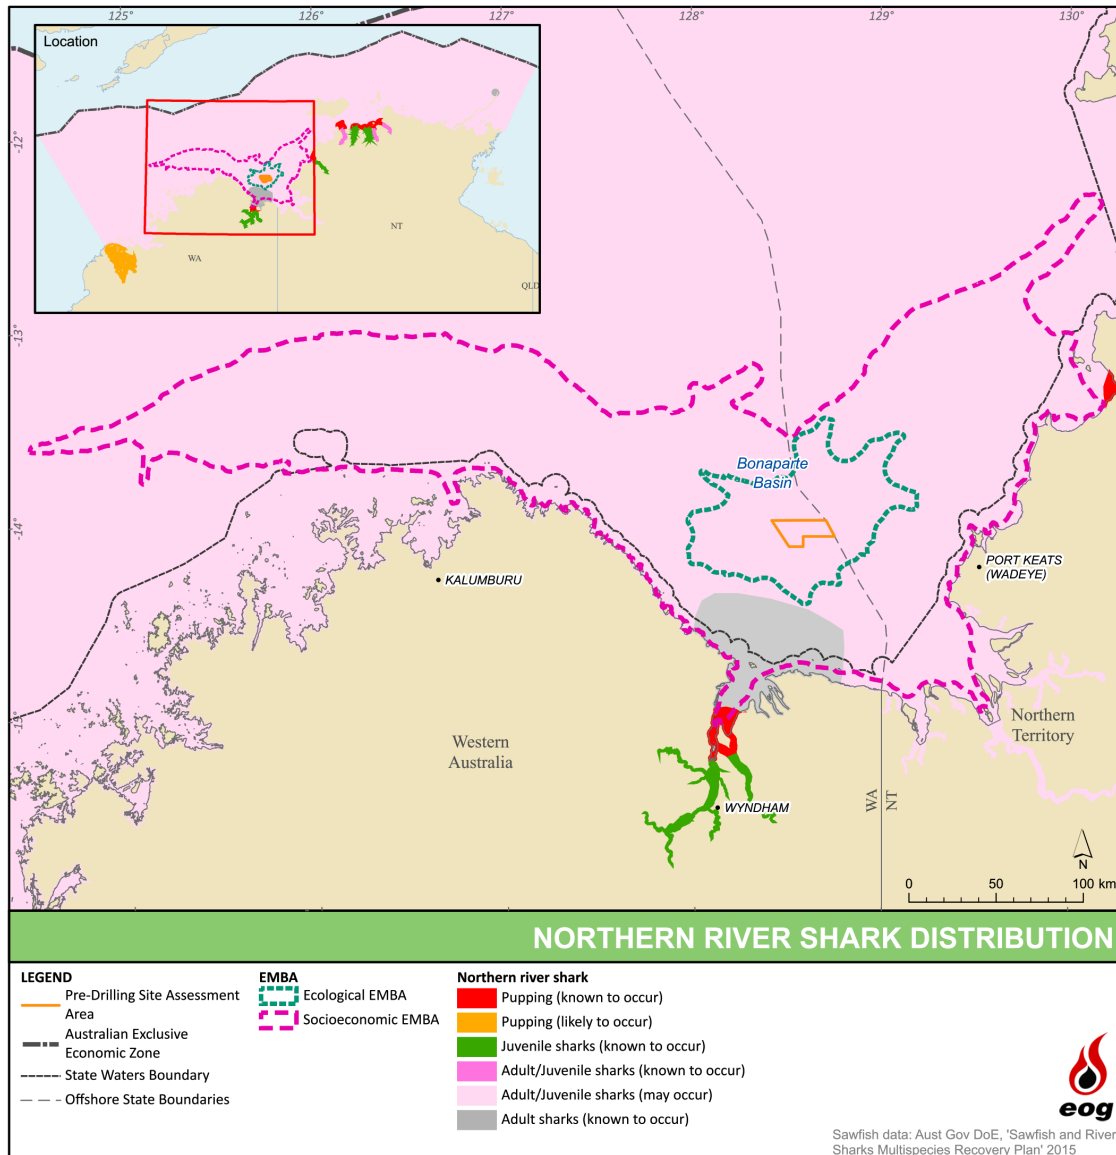 125°
126°
127°
128°
129°
130°
Location
WA
NT
QLD
-12°
-13°
-14°
-15°
Bonaparte
Basin
KALUMBURU
PORT KEATS
(WADEYE)
Western
Australia
Northern
Territory
WYNDHAM
WA
NT
N
0 50 100 km
NORTHERN RIVER SHARK DISTRIBUTION
LEGEND
Pre-Drilling Site Assessment
Area
Australian Exclusive
Economic Zone
State Waters Boundary
Offshore State Boundaries
EMBA
Ecological EMBA
Socioeconomic EMBA
Northern river shark
Pupping (known to occur)
Pupping (likely to occur)
Juvenile sharks (known to occur)
Adult/Juvenile sharks (known to occur)
Adult/Juvenile sharks (may occur)
Adult sharks (known to occur)
eog
Sawfish data: Aust Gov DoE, 'Sawfish and River
Sharks Multispecies Recovery Plan' 2015